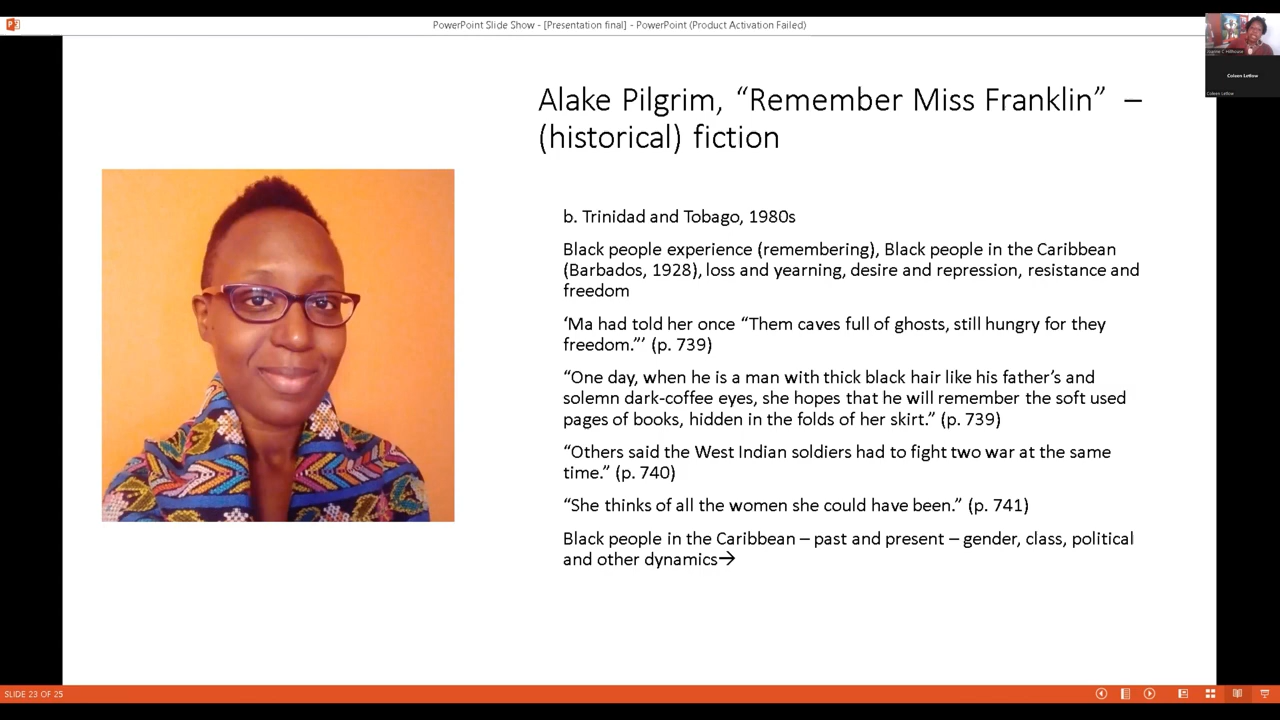 PowerPoint Slide Show - [Presentation final] - PowerPoint (Product Activation Failed)
Coleen Letlow
Coleen Letlow
Alake Pilgrim, “Remember Miss Franklin” –
(historical) fiction
b. Trinidad and Tobago, 1980s
Black people experience (remembering), Black people in the Caribbean
(Barbados, 1928), loss and yearning, desire and repression, resistance and
freedom
‘Ma had told her once “Them caves full of ghosts, still hungry for they
freedom.”’ (p. 739)
“One day, when he is a man with thick black hair like his father’s and
solemn dark-coffee eyes, she hopes that he will remember the soft used
pages of books, hidden in the folds of her skirt.” (p. 739)
“Others said the West Indian soldiers had to fight two war at the same
time.” (p. 740)
“She thinks of all the women she could have been.” (p. 741)
Black people in the Caribbean – past and present – gender, class, political
and other dynamics→
SLIDE 23 OF 25